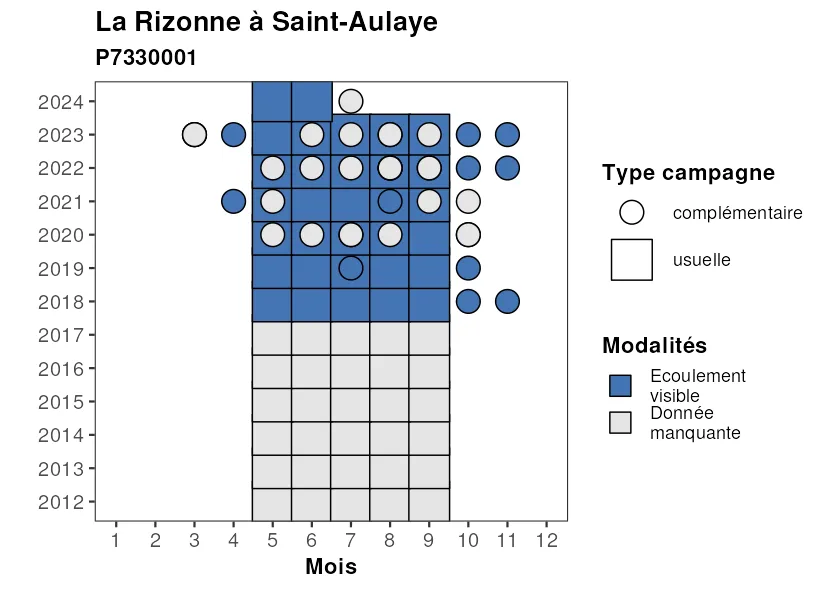 La Rizonne à Saint-Aulaye
P7330001
2024
2023
2022
2021
2020
2019
2018
2017
2016
2015
2014
2013
2012
1 2 3 4 5 6 7 8 9 10 11 12
Mois
Type campagne
complémentaire
usuelle
Modalités
Ecoulement
visible
Donnée
manquante